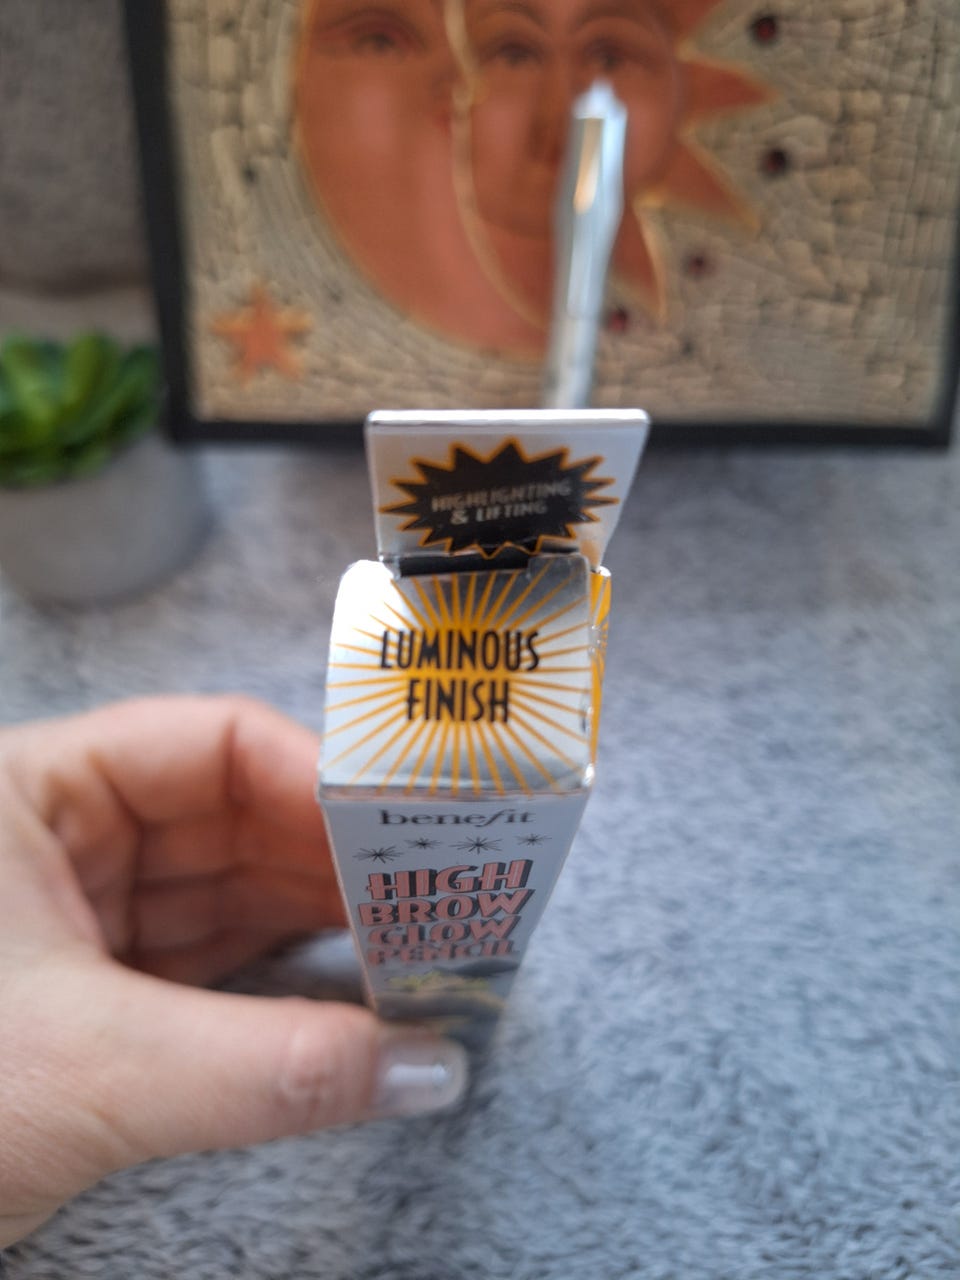 HIGHLIGHTING
& LIFTING
LUMINOUS
FINISH
benefit
HIGH
BROW
GLOW
PENCIL